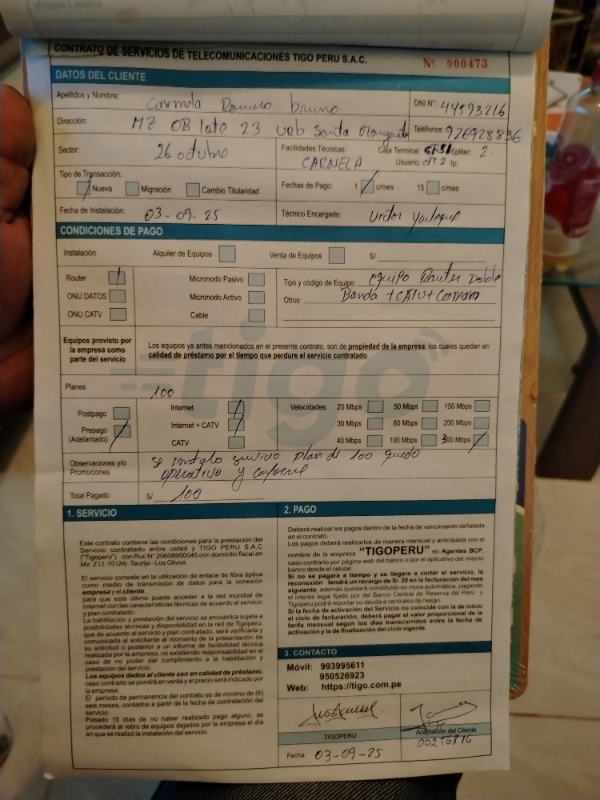 CONTRATO DE SERVICIOS DE TELECOMUNICACIONES TIGO PERU S.A.C.
Nº 000473
DATOS DEL CLIENTE
Apellidos y Nombre: Carmela Romero bruno
DNI Nº: 44593216
Dirección: MZ OB lote 23 urb Santa Margarita
Teléfonos: 926928836
Sector: 26 octubre
Facilidades Técnicas: CARMELA
Caja Terminal: Spliter: 2.
Usuario: Ip:
Tipo de Transacción:
Nueva Migración Cambio Titularidad
Fechas de Pago: 1 c/mes 15 c/mes
Fecha de Instalación: 03-09-25
Técnico Encargado: Victor
CONDICIONES DE PAGO
Instalación Alquiler de Equipos Venta de Equipos S/
Router Micronodo Pasivo
ONU DATOS Micronodo Activo
ONU CATV Cable
Tipo y código de Equipo: equipo Router Doble
Otros: Banda + CATV +
Equipos provisto por la empresa como parte del servicio
Los equipos ya antes mencionados en el presente contrato, son de propiedad de la empresa, los cuales quedan en
calidad de préstamo por el tiempo que perdure el servicio contratado.
tigo
Planes 100
Postpago
Prepago (Adelantado)
Internet
Internet + CATV
CATV
Velocidades: 20 Mbps 50 Mbps 150 Mbps
30 Mbps 80 Mbps 200 Mbps
40 Mbps 100 Mbps 300 Mbps
Observaciones y/o Promociones: se instalo servivo plan de 100 quedo
operativo y conforme
Total Pagado S/ 100
1. SERVICIO
Este contrato contiene las condiciones para la prestación del
Servicio contratado entre usted y TIGO PERU S.A.C
("Tigoperu") con Ruc.N° 20608950045 con domicilio fiscal en
Mz. Z Lt. 10 Urb. Taurija - Los Olivos.
El servicio consiste en la utilización de enlace de fibra óptica
como medio de transmisión de datos para la conexión
empresa y el cliente.
para que este último pueda acceder a la red mundial de
Internet con las características técnicas de acuerdo al servicio
y plan contratado.
La habilitación y prestación del servicio se encuentra sujeto a
posibilidades técnicas y disponibilidad en la red de Tigoperu,
que de acuerdo al servicio y plan contratado, será verificada y
comunicada al solicitante al momento de la presentación de
su solicitud o posterior a un informe de factibilidad técnica
realizada por la empresa, no existiendo responsabilidad en el
caso de no poder dar cumplimiento a la habilitación y
prestación del servicio.
Los equipos dados al cliente son en calidad de préstamo,
caso contrario se pondrá en venta y el precio será indicado por
la empresa.
El periodo de permanencia del contrato es de mínimo de (6)
seis meses, contados a partir de la fecha de contratación del
servicio.
Pasado 15 días de no haber realizado pago alguno, se
procederá al retiro de equipos dejados por la empresa el día
en que se realizó la instalación del servicio.
2. PAGO
Deberá realizar los pagos dentro de la fecha de vencimiento señalada
en el contrato.
Los pagos deberá realizarlos de manera mensual y anticipada con el
nombre de la empresa "TIGOPERU" en Agentes BCP,
caso contrario por página web del banco o por el aplicativo del mismo
banco desde el celular.
Si no se pagara a tiempo y se llegara a cortar el servicio, la
reconexión tendrá un recargo de S/ 20 en la facturación del mes
siguiente; además quedará constituido en mora automática, pagando
el interés legal fijado por del Banco Central de Reserva del Perú y
Tigoperu podrá reportar su deuda a centrales de riesgo.
Si la fecha de activación del Servicio no coincide con la de inicio
del ciclo de facturación, deberá pagar el valor proporcional de la
tarifa mensual según los días transcurridos entre la fecha de
activación y la de finalización del ciclo vigente.
3. CONTACTO
Móvil: 993995611
950526923
Web: https://tigo.com.pe
TIGOPERU
Aceptación del Cliente
Fecha: 03-09-25